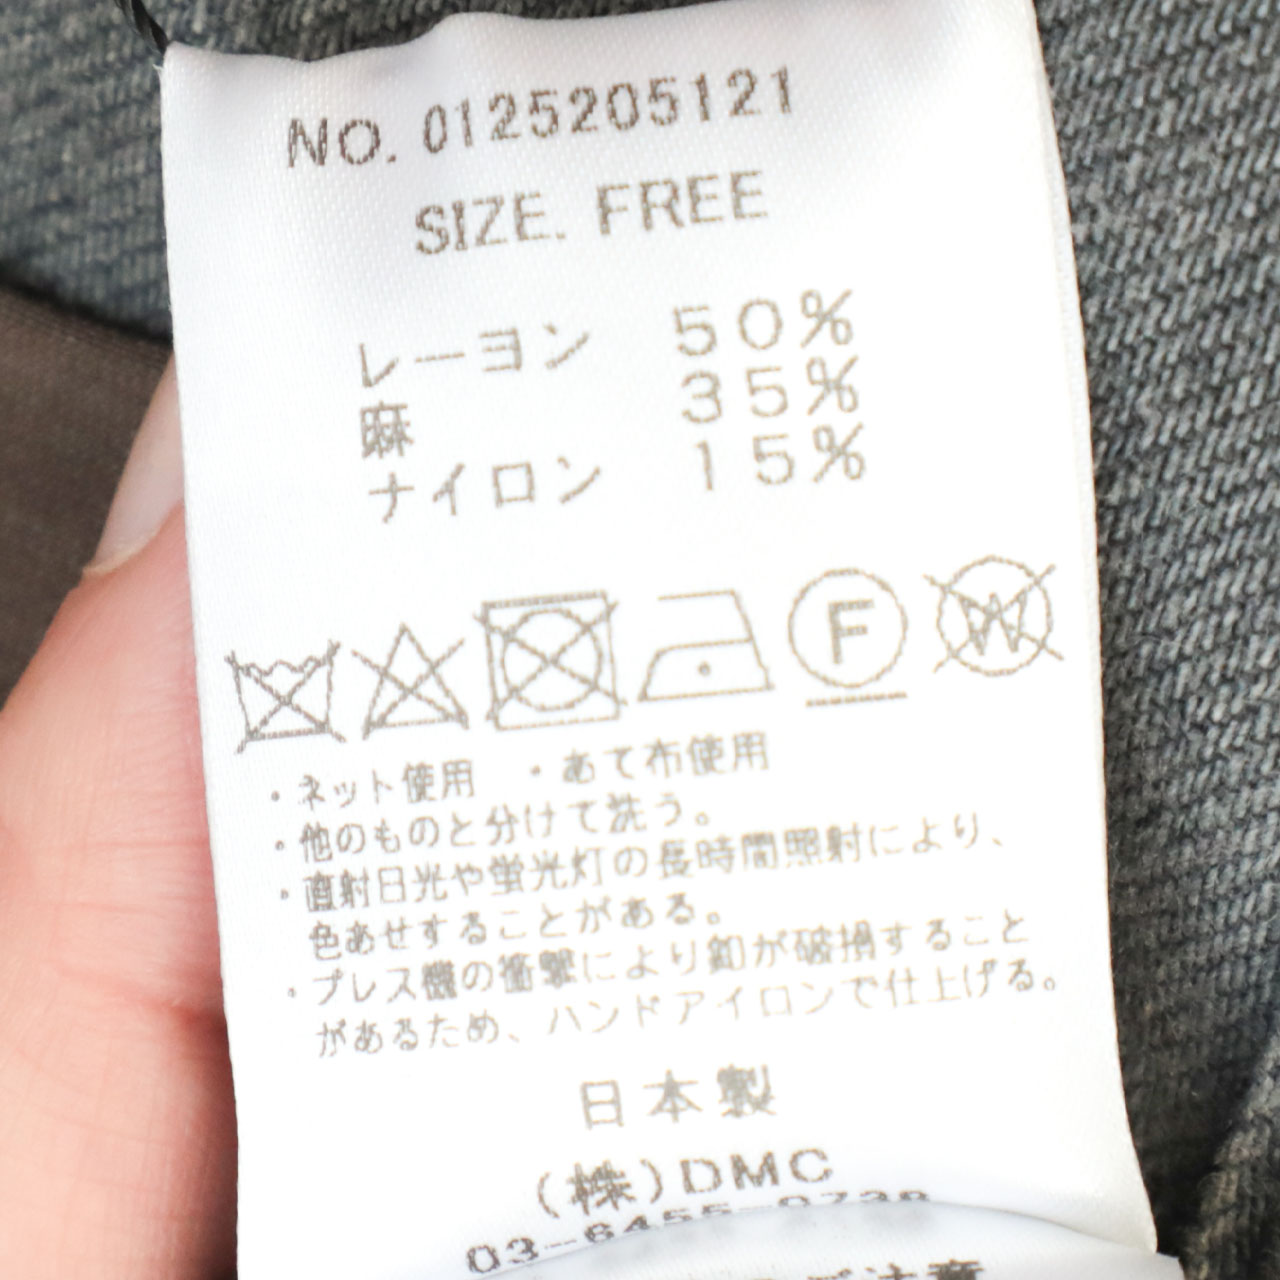 NO. 0125205121
SIZE. FREE
レーヨン 50%
麻 35%
ナイロン 15%
F W
・ネット使用 ・あて布使用
・他のものと分けて洗う。
・直射日光や蛍光灯の長時間照射により、
色あせすることがある。
・プレス機の衝撃により釦が破損すること
があるため、ハンドアイロンで仕上げる。
日本製
(株)DMC
03-6455-0738
注意